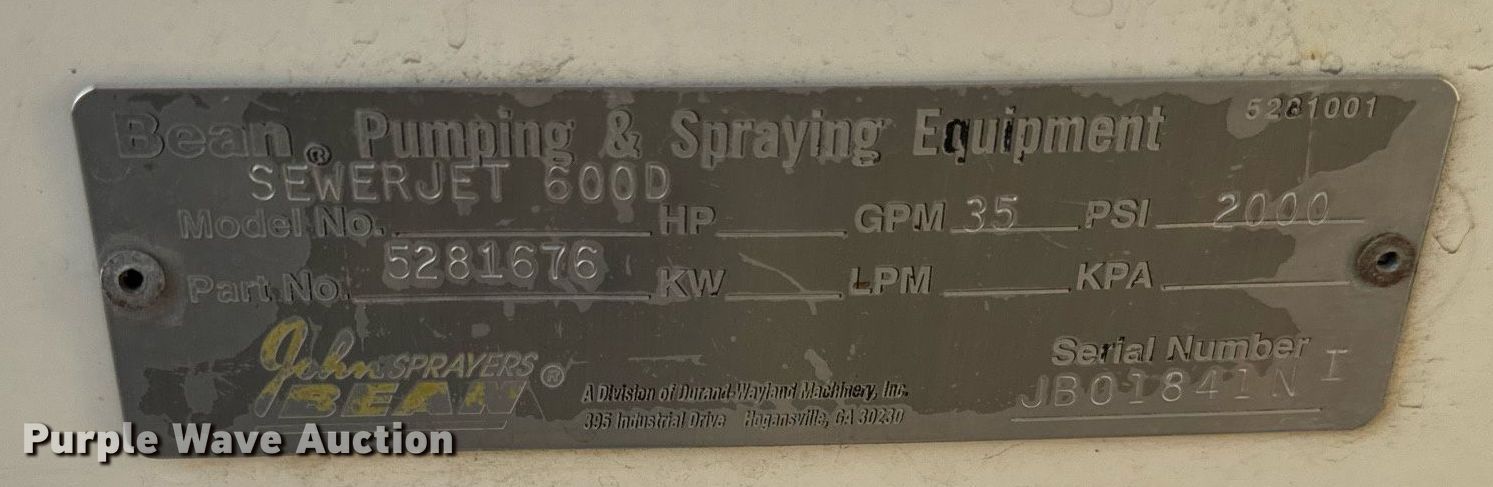 5281001
Bean® Pumping & Spraying Equipment
SEWERJET 600D
Model No. HP GPM 35 PSI 2000
Part No. 5281676 KW LPM KPA
John SPRAYERS
BEAN®
A Division of Durand-Wayland Machinery, Inc.
395 Industrial Drive Hogansville, GA 30230
Serial Number
JB01841N I
Purple Wave Auction